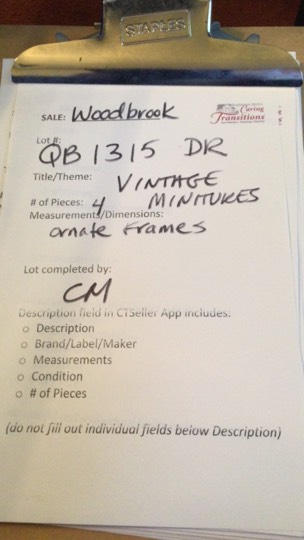 STAPLES
SALE: Woodbrook
Caring
Transitions
Lot #:
QB 1315 DR
Title/Theme: VINTAGE
# of Pieces: 4 MINITURES
Measurements/Dimensions:
ornate Frames
Lot completed by:
CM
Description field in CTSeller App includes:
o Description
o Brand/Label/Maker
o Measurements
o Condition
o # of Pieces
(do not fill out individual fields below Description)